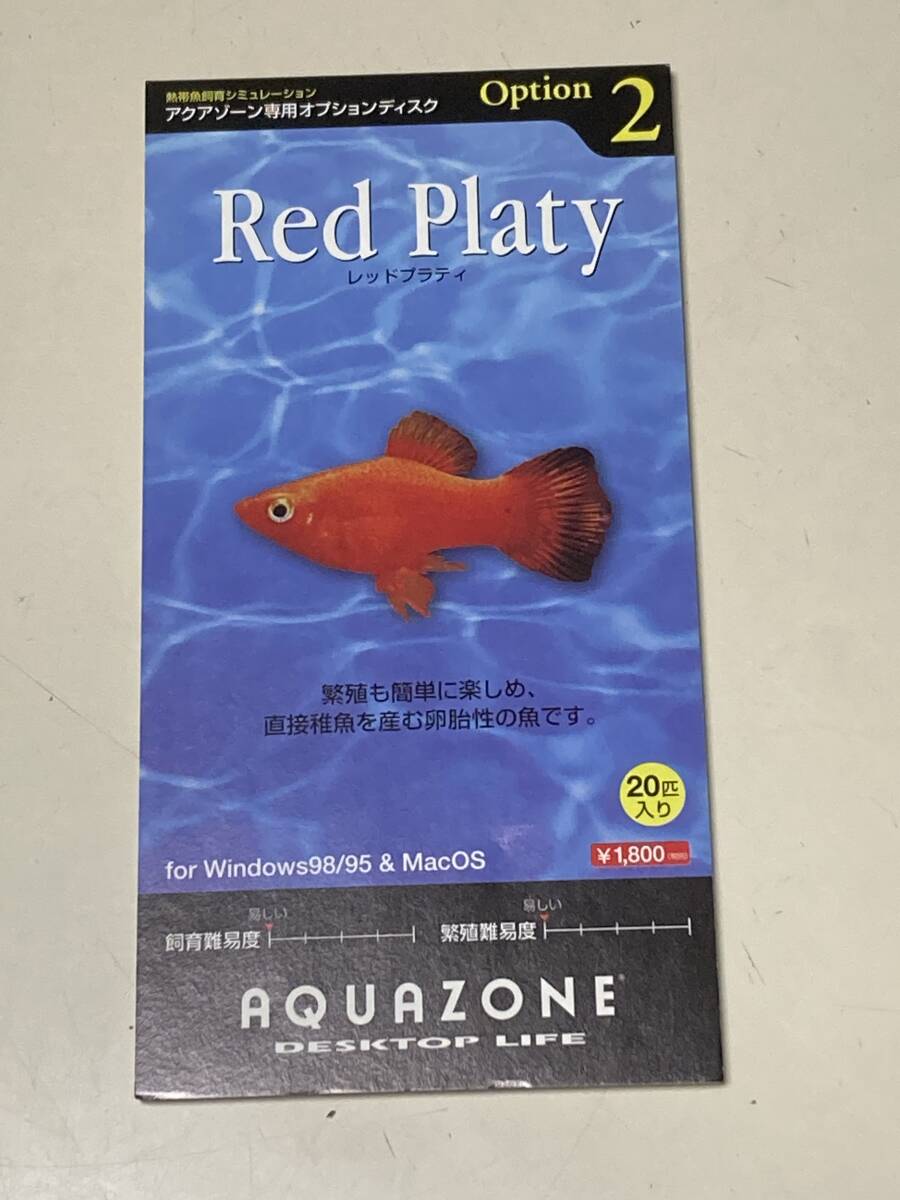 熱帯魚飼育シミュレーション
アクアゾーン専用オプションディスク
Option 2
Red Platy
レッドプラティ
繁殖も簡単に楽しめ、
直接稚魚を産む卵胎性の魚です。
20匹
入り
for Windows98/95 & MacOS
¥1,800
易しい
飼育難易度
易しい
繁殖難易度
AQUAZONE
DESKTOP LIFE